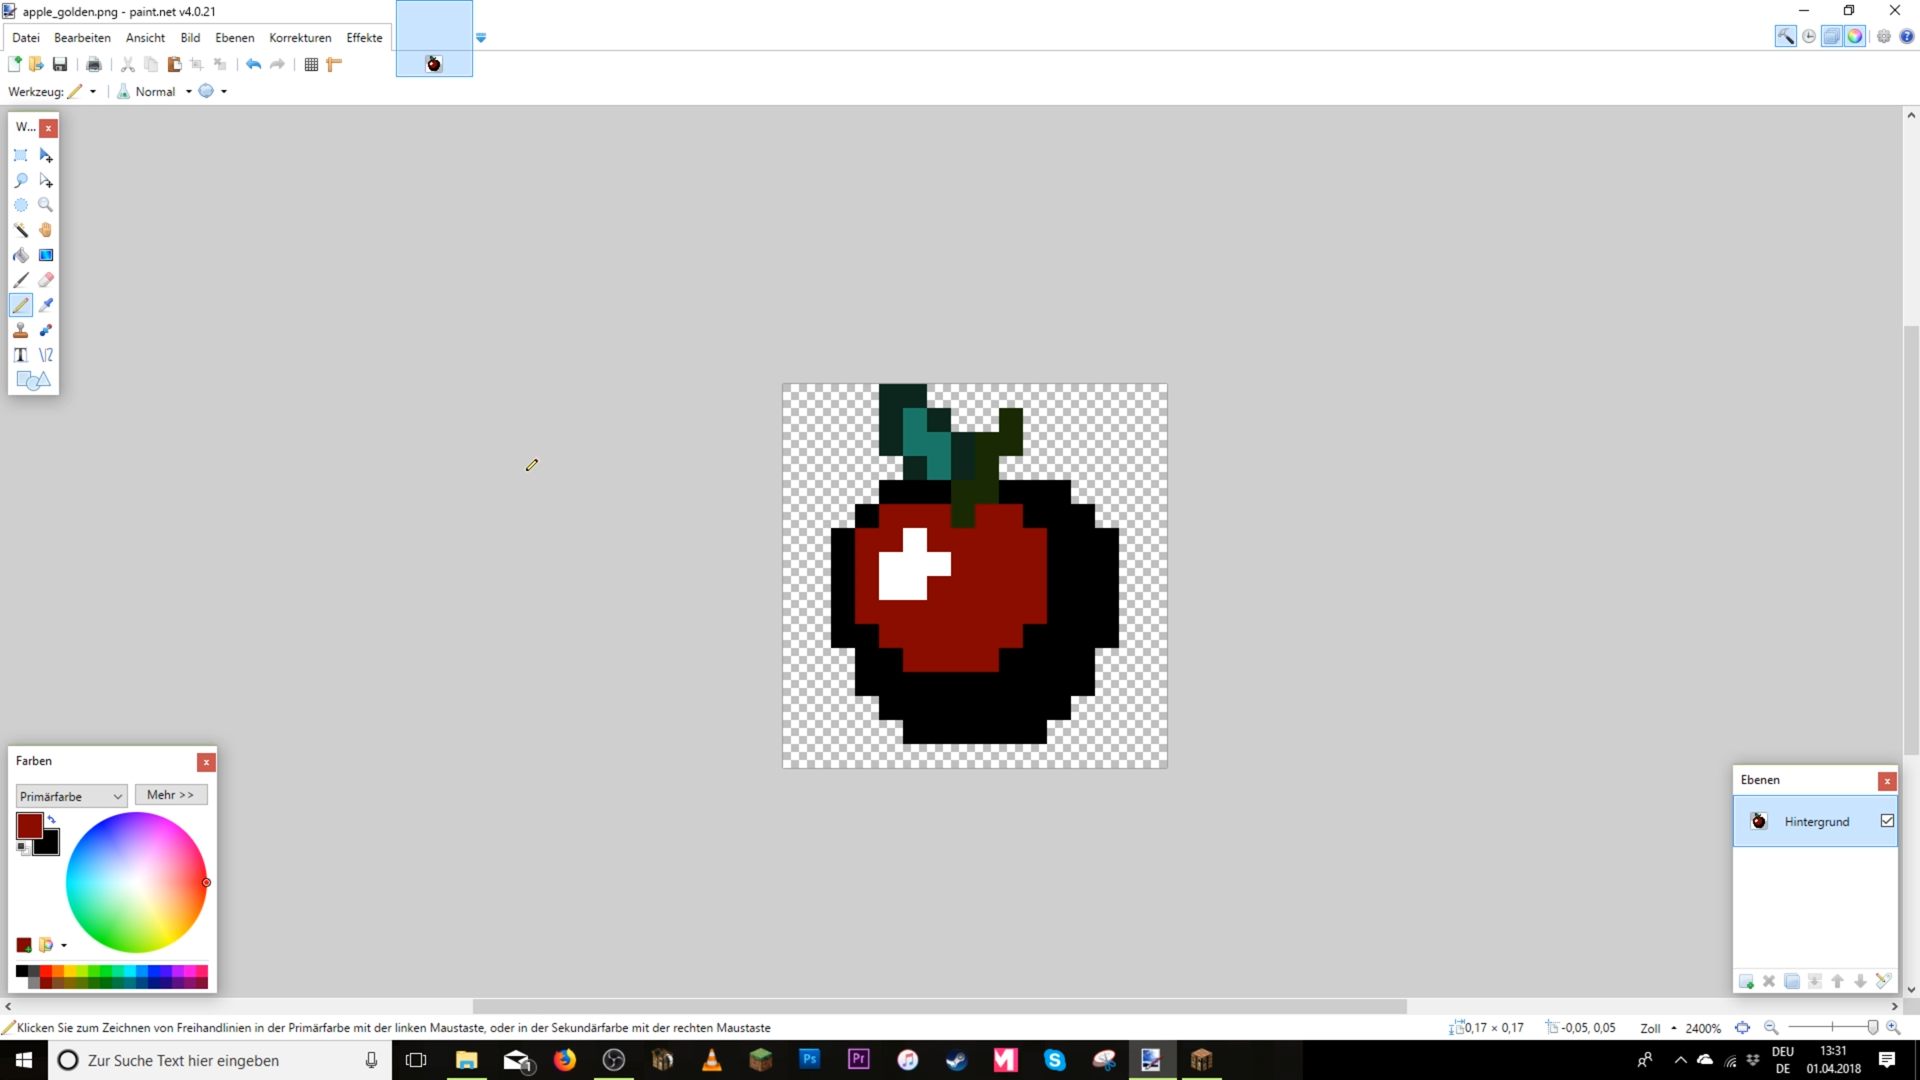 apple_golden.png - paint.net v4.0.21
Datei Bearbeiten Ansicht Bild Ebenen Korrekturen Effekte
Werkzeug: Normal
W...
Farben
Primärfarbe Mehr >>
Ebenen
Hintergrund
Klicken Sie zum Zeichnen von Freihandlinien in der Primärfarbe mit der linken Maustaste, oder in der Sekundärfarbe mit der rechten Maustaste
0,17 × 0,17 -0,05, 0,05 Zoll 2400%
Zur Suche Text hier eingeben
1
Ps
Pr
DEU
DE
13:31
01.04.2018